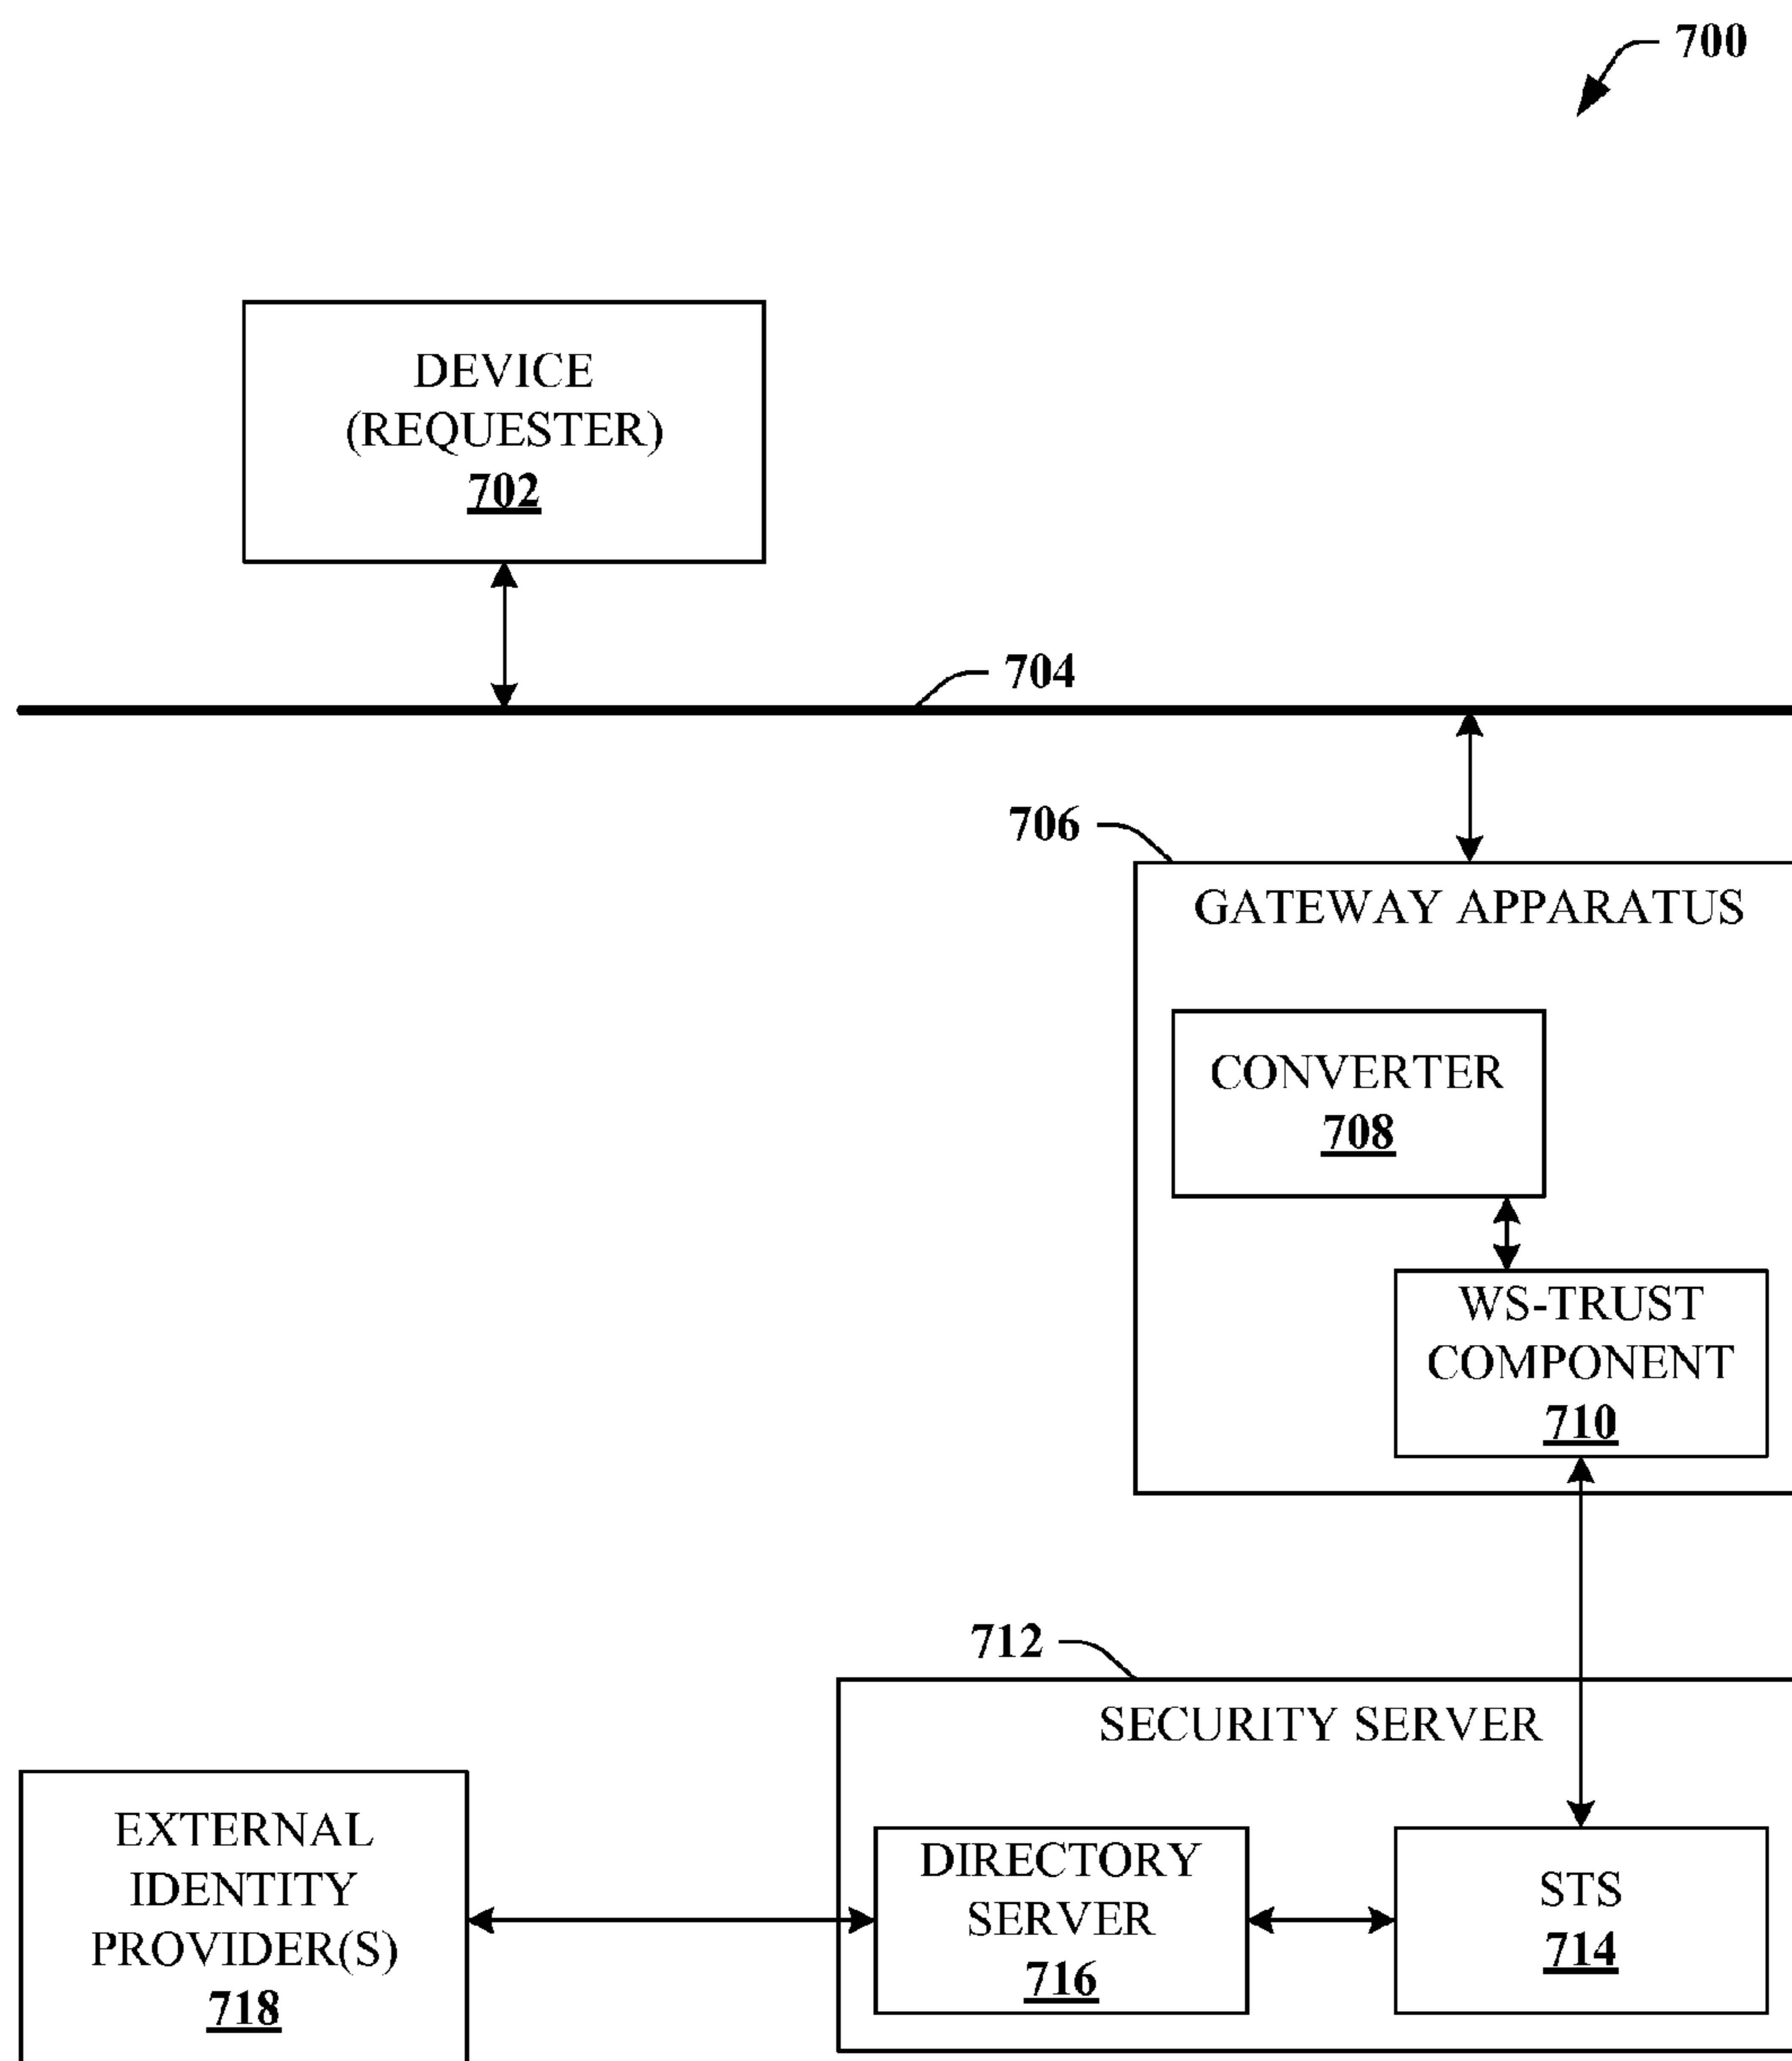 700
DEVICE
(REQUESTER)
702
704
706
GATEWAY APPARATUS
CONVERTER
708
WS-TRUST
COMPONENT
710
712
SECURITY SERVER
EXTERNAL
IDENTITY
PROVIDER(S)
718
DIRECTORY
SERVER
716
STS
714